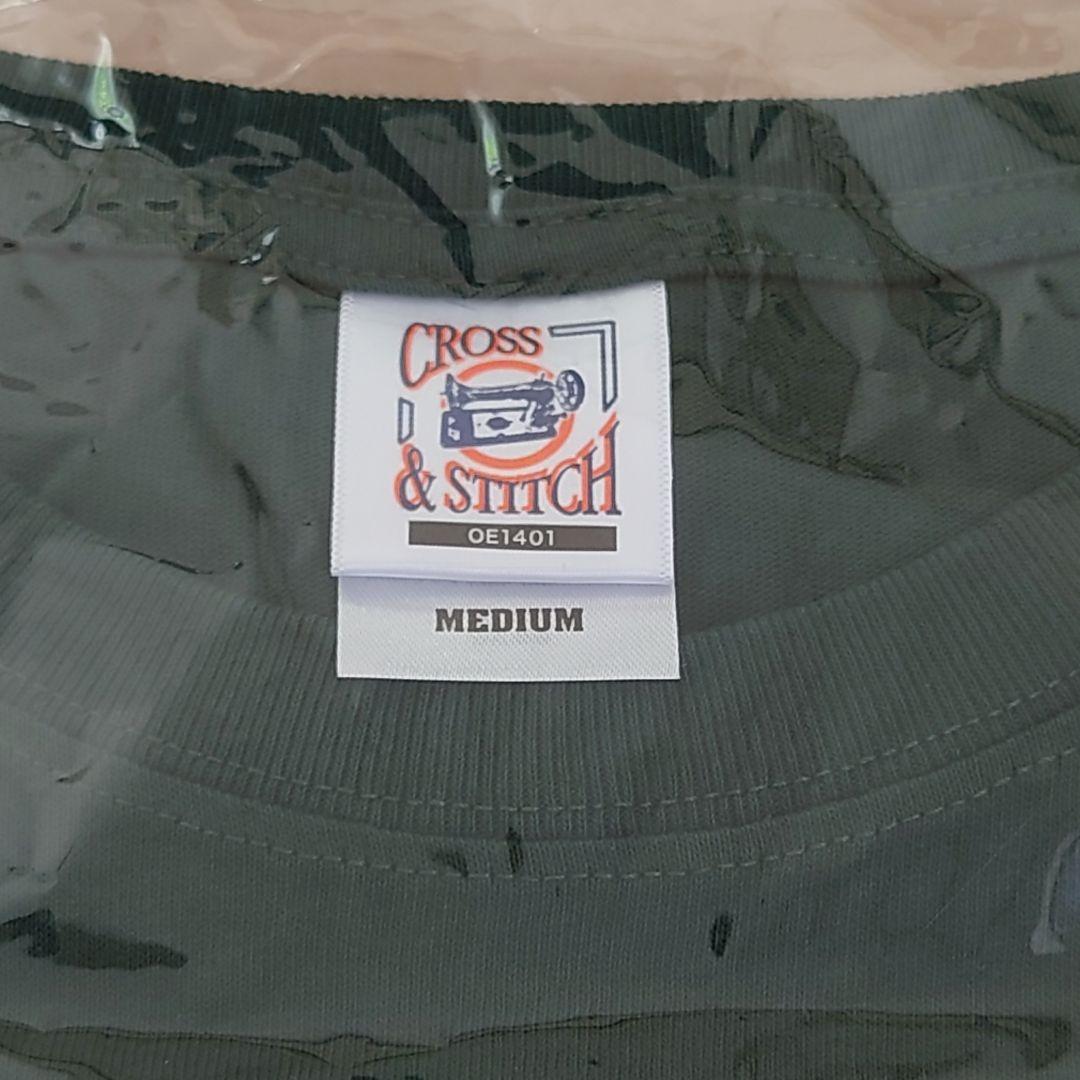 CROSS
& STITCH
OE1401
MEDIUM